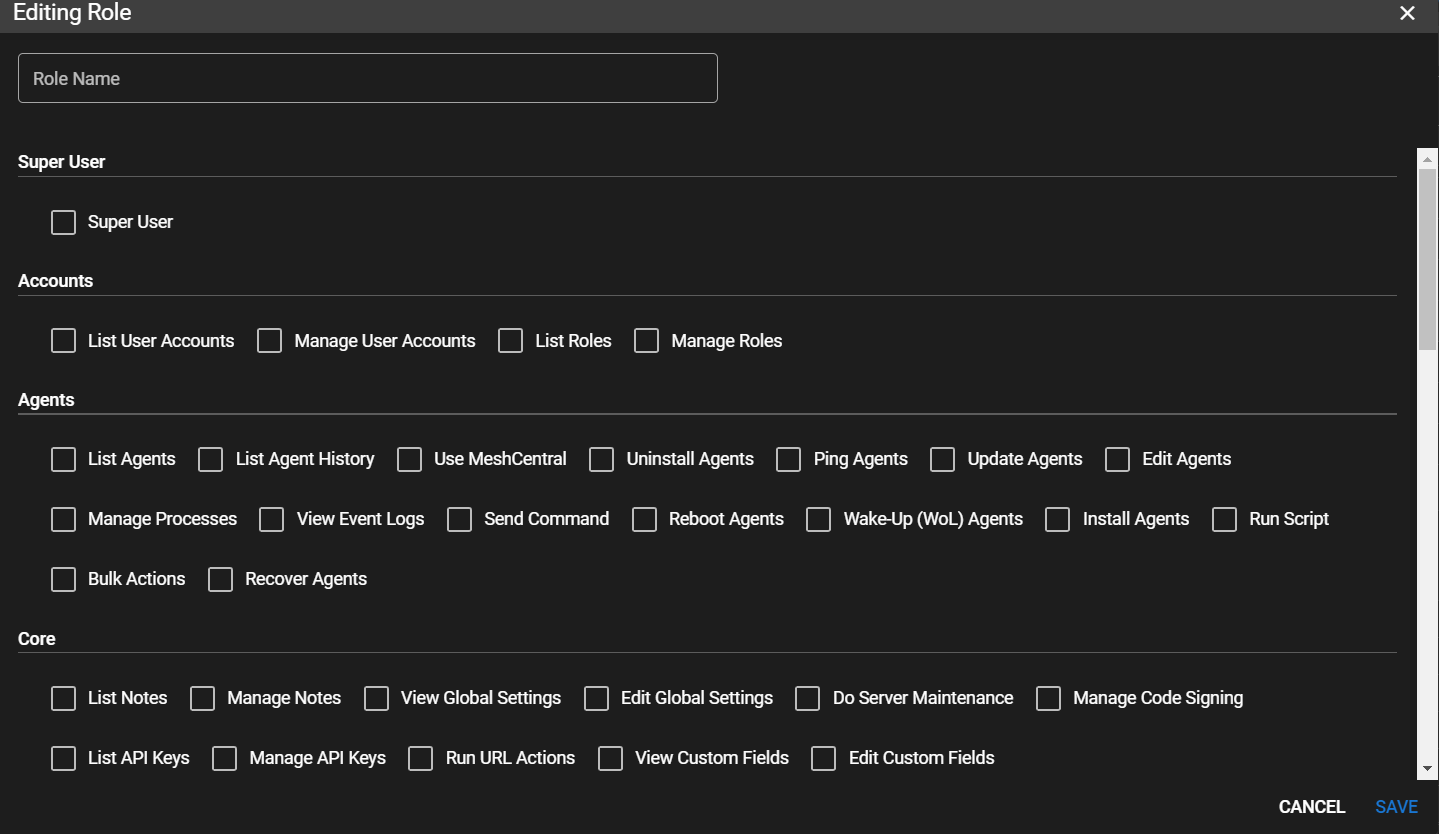 Editing Role
Role Name
Super User
Super User
Accounts
List User Accounts Manage User Accounts List Roles Manage Roles
Agents
List Agents List Agent History Use MeshCentral Uninstall Agents Ping Agents Update Agents Edit Agents
Manage Processes View Event Logs Send Command Reboot Agents Wake-Up (WoL) Agents Install Agents Run Script
Bulk Actions Recover Agents
Core
List Notes Manage Notes View Global Settings Edit Global Settings Do Server Maintenance Manage Code Signing
List API Keys Manage API Keys Run URL Actions View Custom Fields Edit Custom Fields
CANCEL SAVE